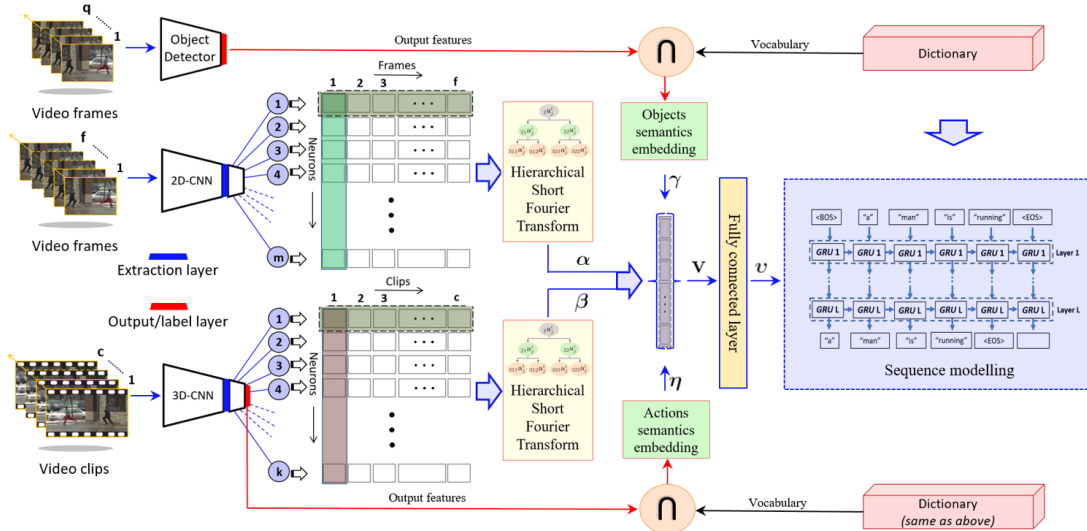 q
1
Video frames
Object
Detector
Output features
∩
Vocabulary
Dictionary
Objects
semantics
embedding
γ
f
1
Video frames
2D-CNN
Extraction layer
Output/label layer
Frames
1 2 3 f
Neurons
1
2
3
4
m
Hierarchical
Short
Fourier
Transform
α
β
Clips
1 2 3 c
Neurons
1
2
3
4
k
Hierarchical
Short
Fourier
Transform
c
1
Video clips
3D-CNN
Output features
∩
Vocabulary
Dictionary
(same as above)
Actions
semantics
embedding
η
V
Fully connected layer
υ
<BOS> "a" "man" "is" "running" <EOS>
GRU 1 GRU 1 GRU 1 GRU 1 GRU 1 GRU 1
Layer 1
GRU L GRU L GRU L GRU L GRU L GRU L
Layer L
"a" "man" "is" "running" <EOS>
Sequence modelling